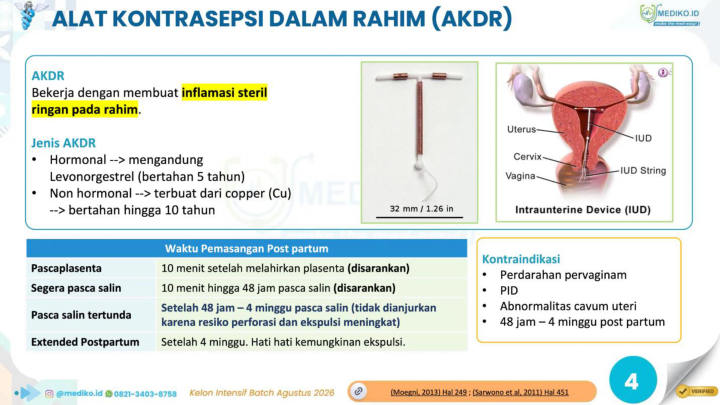 ALAT KONTRASEPSI DALAM RAHIM (AKDR)
MEDIKO.ID
AKDR
Bekerja dengan membuat inflamasi steril
ringan pada rahim.
Jenis AKDR
• Hormonal --> mengandung
Levonorgestrel (bertahan 5 tahun)
• Non hormonal --> terbuat dari copper (Cu)
--> bertahan hingga 10 tahun
32 mm / 1.26 in
Uterus
IUD
Cervix
IUD String
Vagina
Intraunterine Device (IUD)
Waktu Pemasangan Post partum
Pascaplasenta 10 menit setelah melahirkan plasenta (disarankan)
Segera pasca salin 10 menit hingga 48 jam pasca salin (disarankan)
Pasca salin tertunda Setelah 48 jam – 4 minggu pasca salin (tidak dianjurkan
karena resiko perforasi dan ekspulsi meningkat)
Extended Postpartum Setelah 4 minggu. Hati hati kemungkinan ekspulsi.
Kontraindikasi
• Perdarahan pervaginam
• PID
• Abnormalitas cavum uteri
• 48 jam – 4 minggu post partum
@mediko.id 0821-3403-8758 Kelon Intensif Batch Agustus 2026
(Moegni, 2013) Hal 249 ; (Sarwono et al, 2011) Hal 451
4
VERIFIED